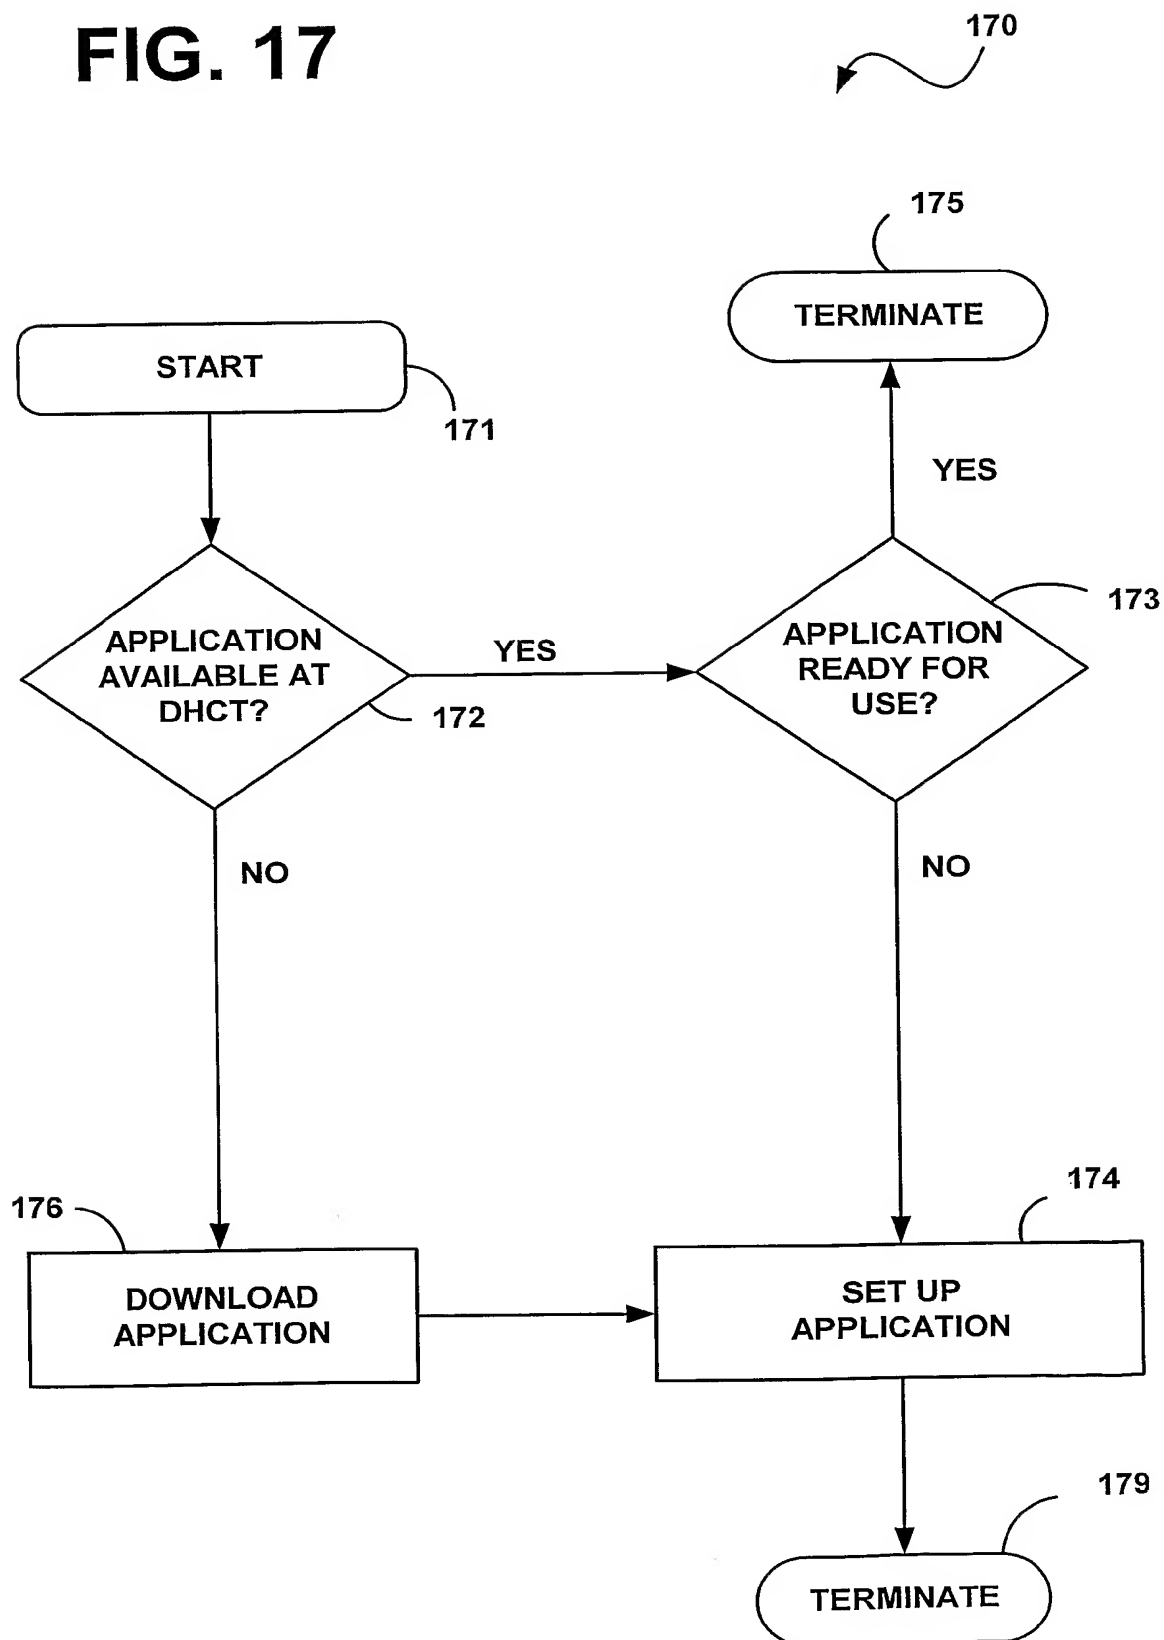 FIG. 17
170
175
TERMINATE
START
171
YES
173
APPLICATION
AVAILABLE AT
DHCT?
YES
172
APPLICATION
READY FOR
USE?
NO
NO
174
176
DOWNLOAD
APPLICATION
SET UP
APPLICATION
179
TERMINATE